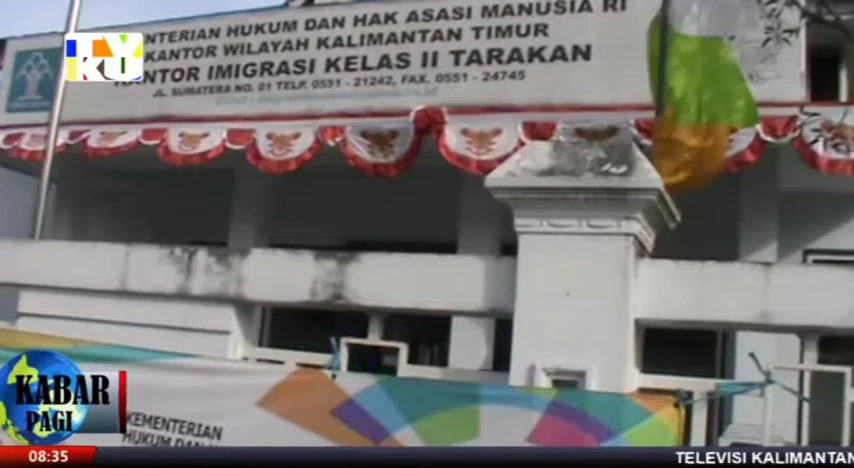 KEMENTERIAN HUKUM DAN HAK ASASI MANUSIA RI
KANTOR WILAYAH KALIMANTAN TIMUR
KANTOR IMIGRASI KELAS II TARAKAN
JL. SUMATERA NO. 01 TELP. 0551 - 21242, FAX. 0551 - 24745
KU
KABAR
PAGI
KEMENTERIAN
HUKUM DAN
08:35
TELEVISI KALIMANTAN